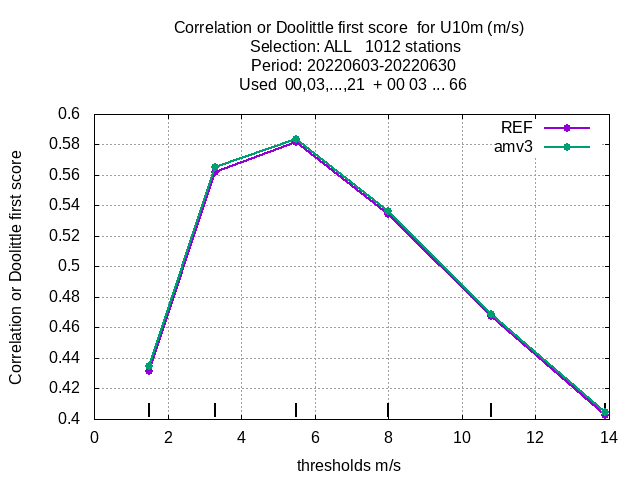 Correlation or Doolittle first score  for U10m (m/s)
Selection: ALL   1012 stations
Period: 20220603-20220630
Used  00,03,...,21  + 00 03 ... 66
REF
amv3
Correlation or Doolittle first score
0.6
0.58
0.56
0.54
0.52
0.5
0.48
0.46
0.44
0.42
0.4
0 2 4 6 8 10 12 14
thresholds m/s